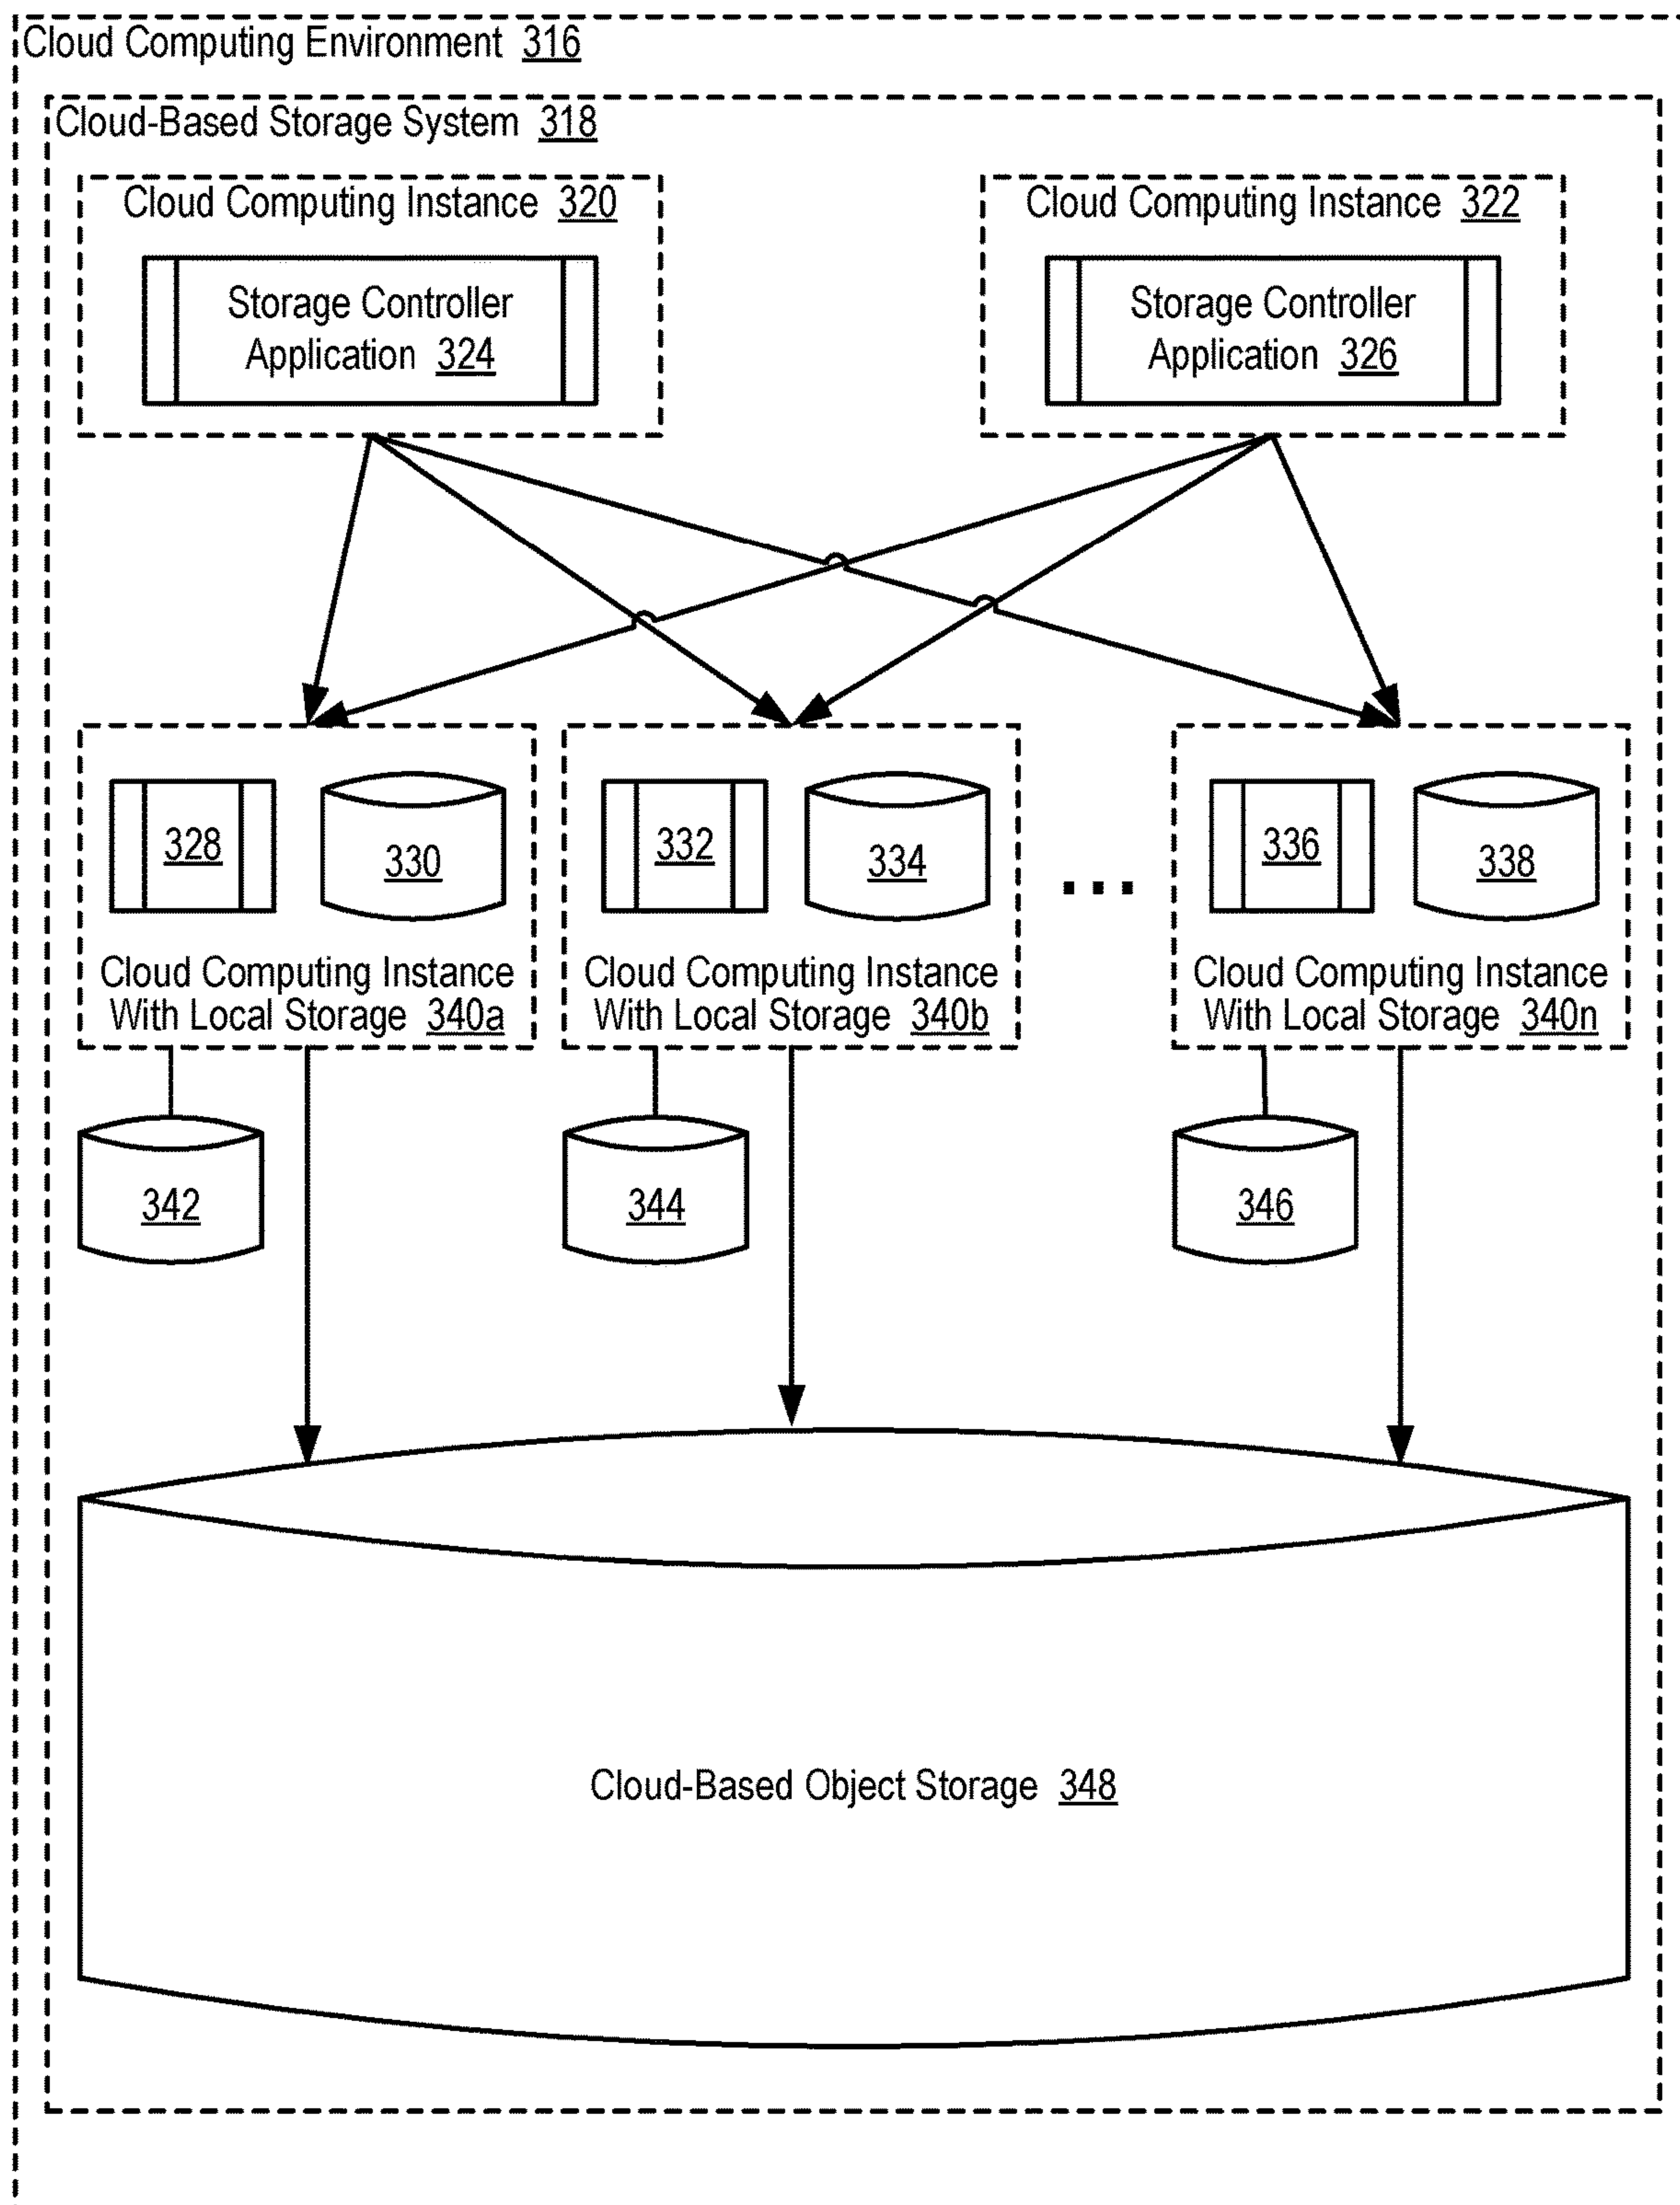 Cloud Computing Environment 316
Cloud-Based Storage System 318
Cloud Computing Instance 320
Storage Controller
Application 324
Cloud Computing Instance 322
Storage Controller
Application 326
328
330
Cloud Computing Instance
With Local Storage 340a
332
334
Cloud Computing Instance
With Local Storage 340b
...
336
338
Cloud Computing Instance
With Local Storage 340n
342
344
346
Cloud-Based Object Storage 348